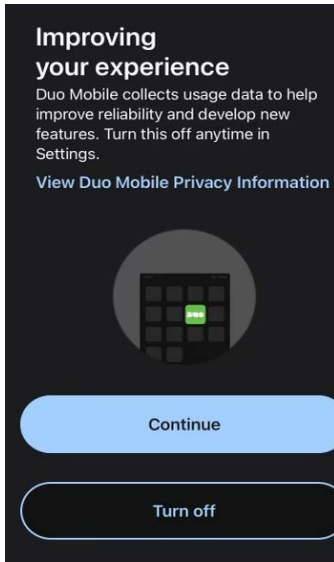 Improving
your experience
Duo Mobile collects usage data to help
improve reliability and develop new
features. Turn this off anytime in
Settings.
View Duo Mobile Privacy Information
DUO
Continue
Turn off